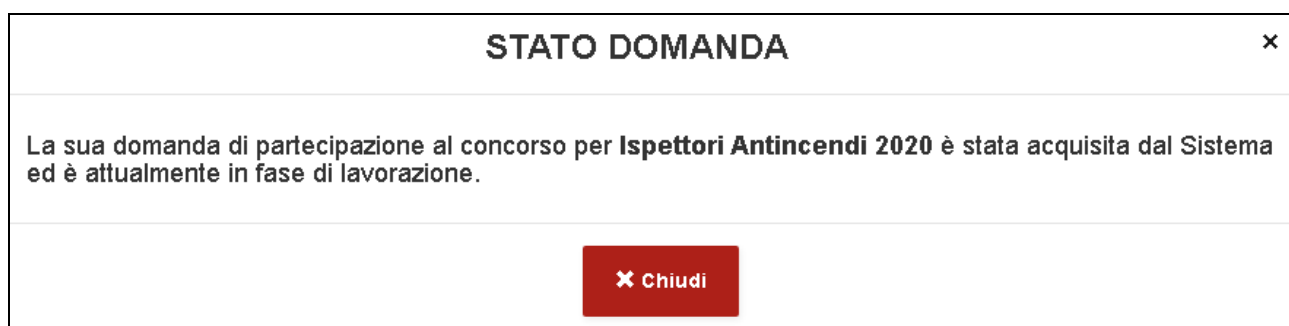 STATO DOMANDA ×
La sua domanda di partecipazione al concorso per Ispettori Antincendi 2020 è stata acquisita dal Sistema
ed è attualmente in fase di lavorazione.
✖ Chiudi